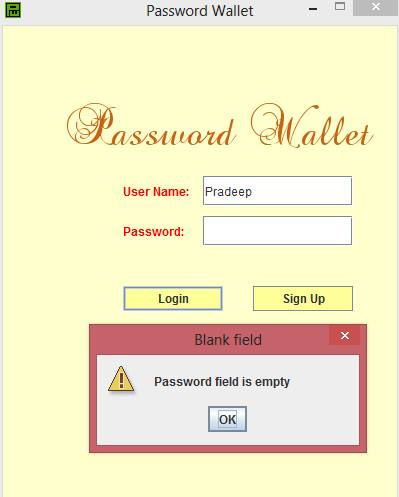 Password Wallet
Password Wallet
User Name: Pradeep
Password:
Login Sign Up
Blank field
Password field is empty
OK